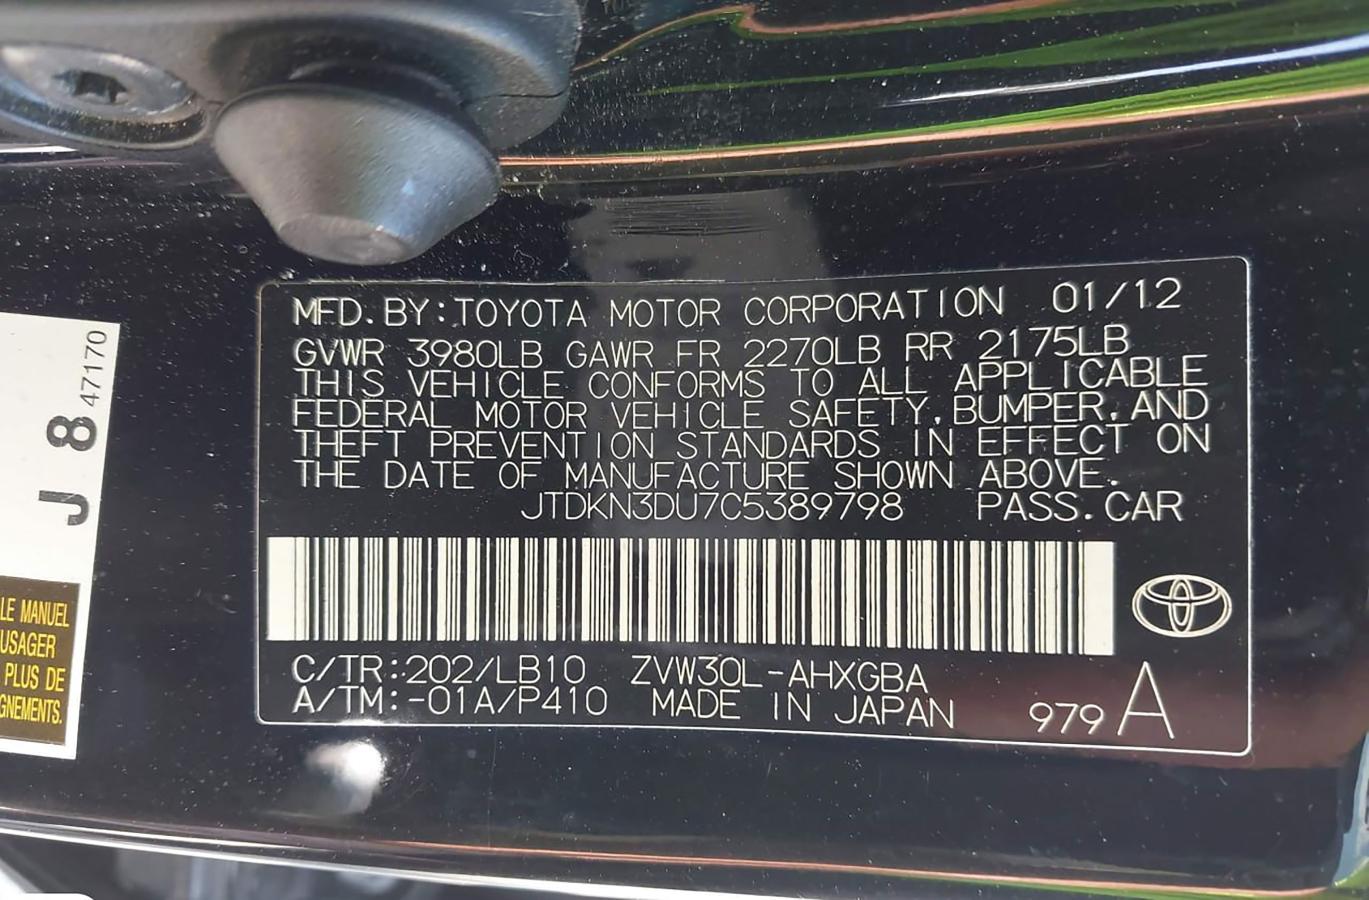 MFD. BY: TOYOTA MOTOR CORPORATION 01/12
GVWR 3980LB GAWR FR 2270LB RR 2175LB
THIS VEHICLE CONFORMS TO ALL APPLICABLE
FEDERAL MOTOR VEHICLE SAFETY, BUMPER, AND
THEFT PREVENTION STANDARDS IN EFFECT ON
THE DATE OF MANUFACTURE SHOWN ABOVE.
JTDKN3DU7C5389798 PASS. CAR
C/TR:202/LB10 ZVW30L-AHXGBA
A/TM:-01A/P410 MADE IN JAPAN 979 A
J 8 47170
LE MANUEL
USAGER
PLUS DE
GNEMENTS.